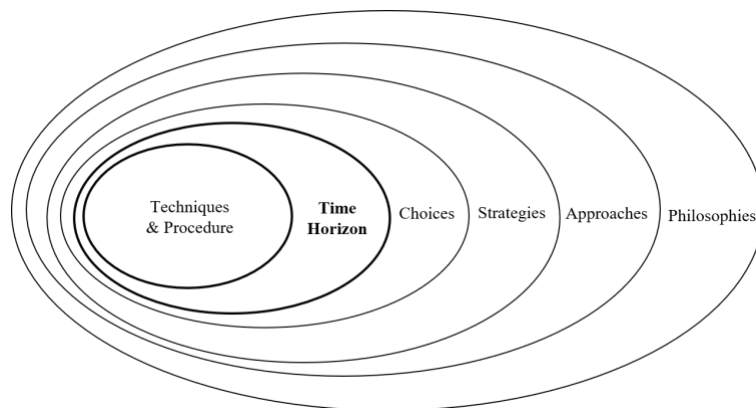 Techniques
& Procedure
Time
Horizon
Choices
Strategies
Approaches
Philosophies